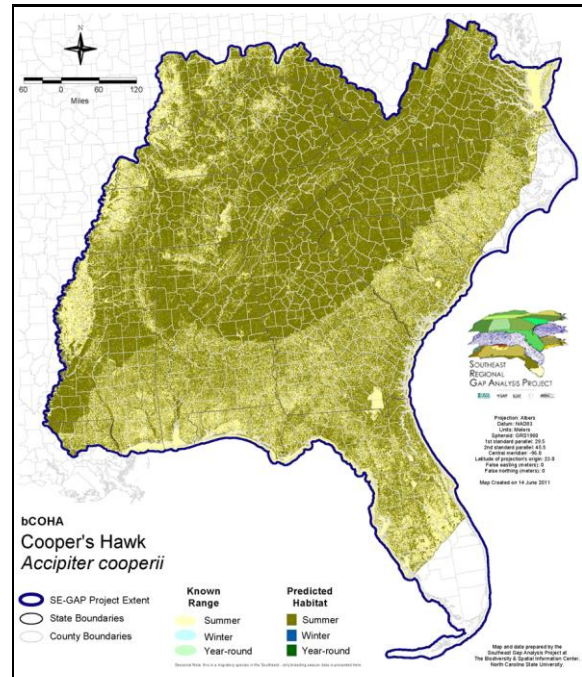 N
60 0 60 120
Miles
SOUTHEAST
REGIONAL
GAP ANALYSIS PROJECT
Projection: Albers
Datum: NAD83
Units: Meters
Spheroid: GRS1980
1st standard parallel: 29.5
2nd standard parallel: 45.5
Central meridian: -96.0
Latitude of projection's origin: 23.0
False easting (meters): 0
False northing (meters): 0
Map Created on 14 June 2011
bCOHA
Cooper's Hawk
Accipiter cooperii
SE-GAP Project Extent
State Boundaries
County Boundaries
Known
Range
Summer
Winter
Year-round
Predicted
Habitat
Summer
Winter
Year-round
Map and data prepared by the
Southeast Gap Analysis Project at
The Biodiversity & Spatial Information Center,
North Carolina State University.